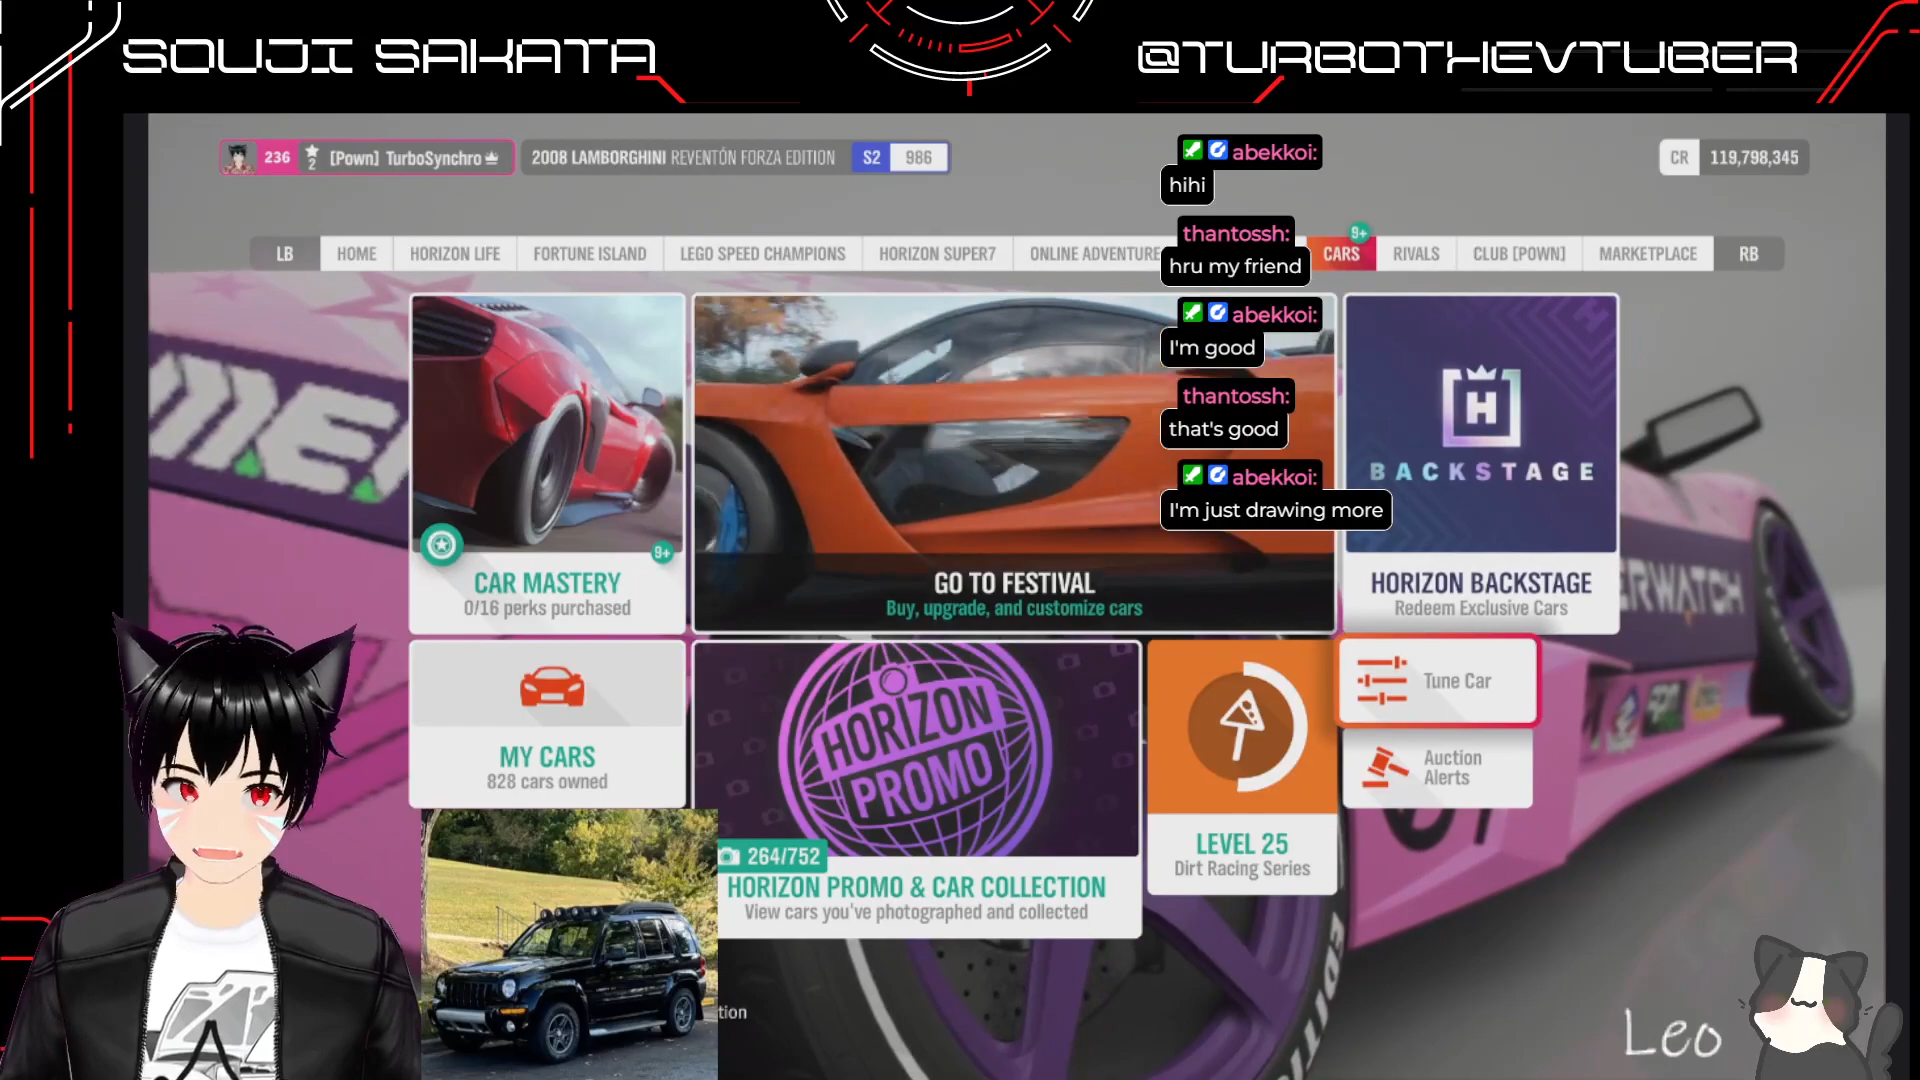 SOUJI SAKATA
@TURBOTHEVTUBER
236 2 [Pown] TurboSynchro
2008 LAMBORGHINI REVENTÓN FORZA EDITION S2 986
CR 119,798,345
LB HOME HORIZON LIFE FORTUNE ISLAND LEGO SPEED CHAMPIONS HORIZON SUPER7 ONLINE ADVENTURE CARS 9+ RIVALS CLUB [POWN] MARKETPLACE RB
abekkoi:
hihi
thantossh:
hru my friend
abekkoi:
I'm good
thantossh:
that's good
abekkoi:
I'm just drawing more
9+
CAR MASTERY
0/16 perks purchased
GO TO FESTIVAL
Buy, upgrade, and customize cars
H
BACKSTAGE
HORIZON BACKSTAGE
Redeem Exclusive Cars
ERWATCH
MY CARS
828 cars owned
HORIZON
PROMO
264/752
HORIZON PROMO & CAR COLLECTION
View cars you've photographed and collected
LEVEL 25
Dirt Racing Series
Tune Car
Auction
Alerts
tion
Leo